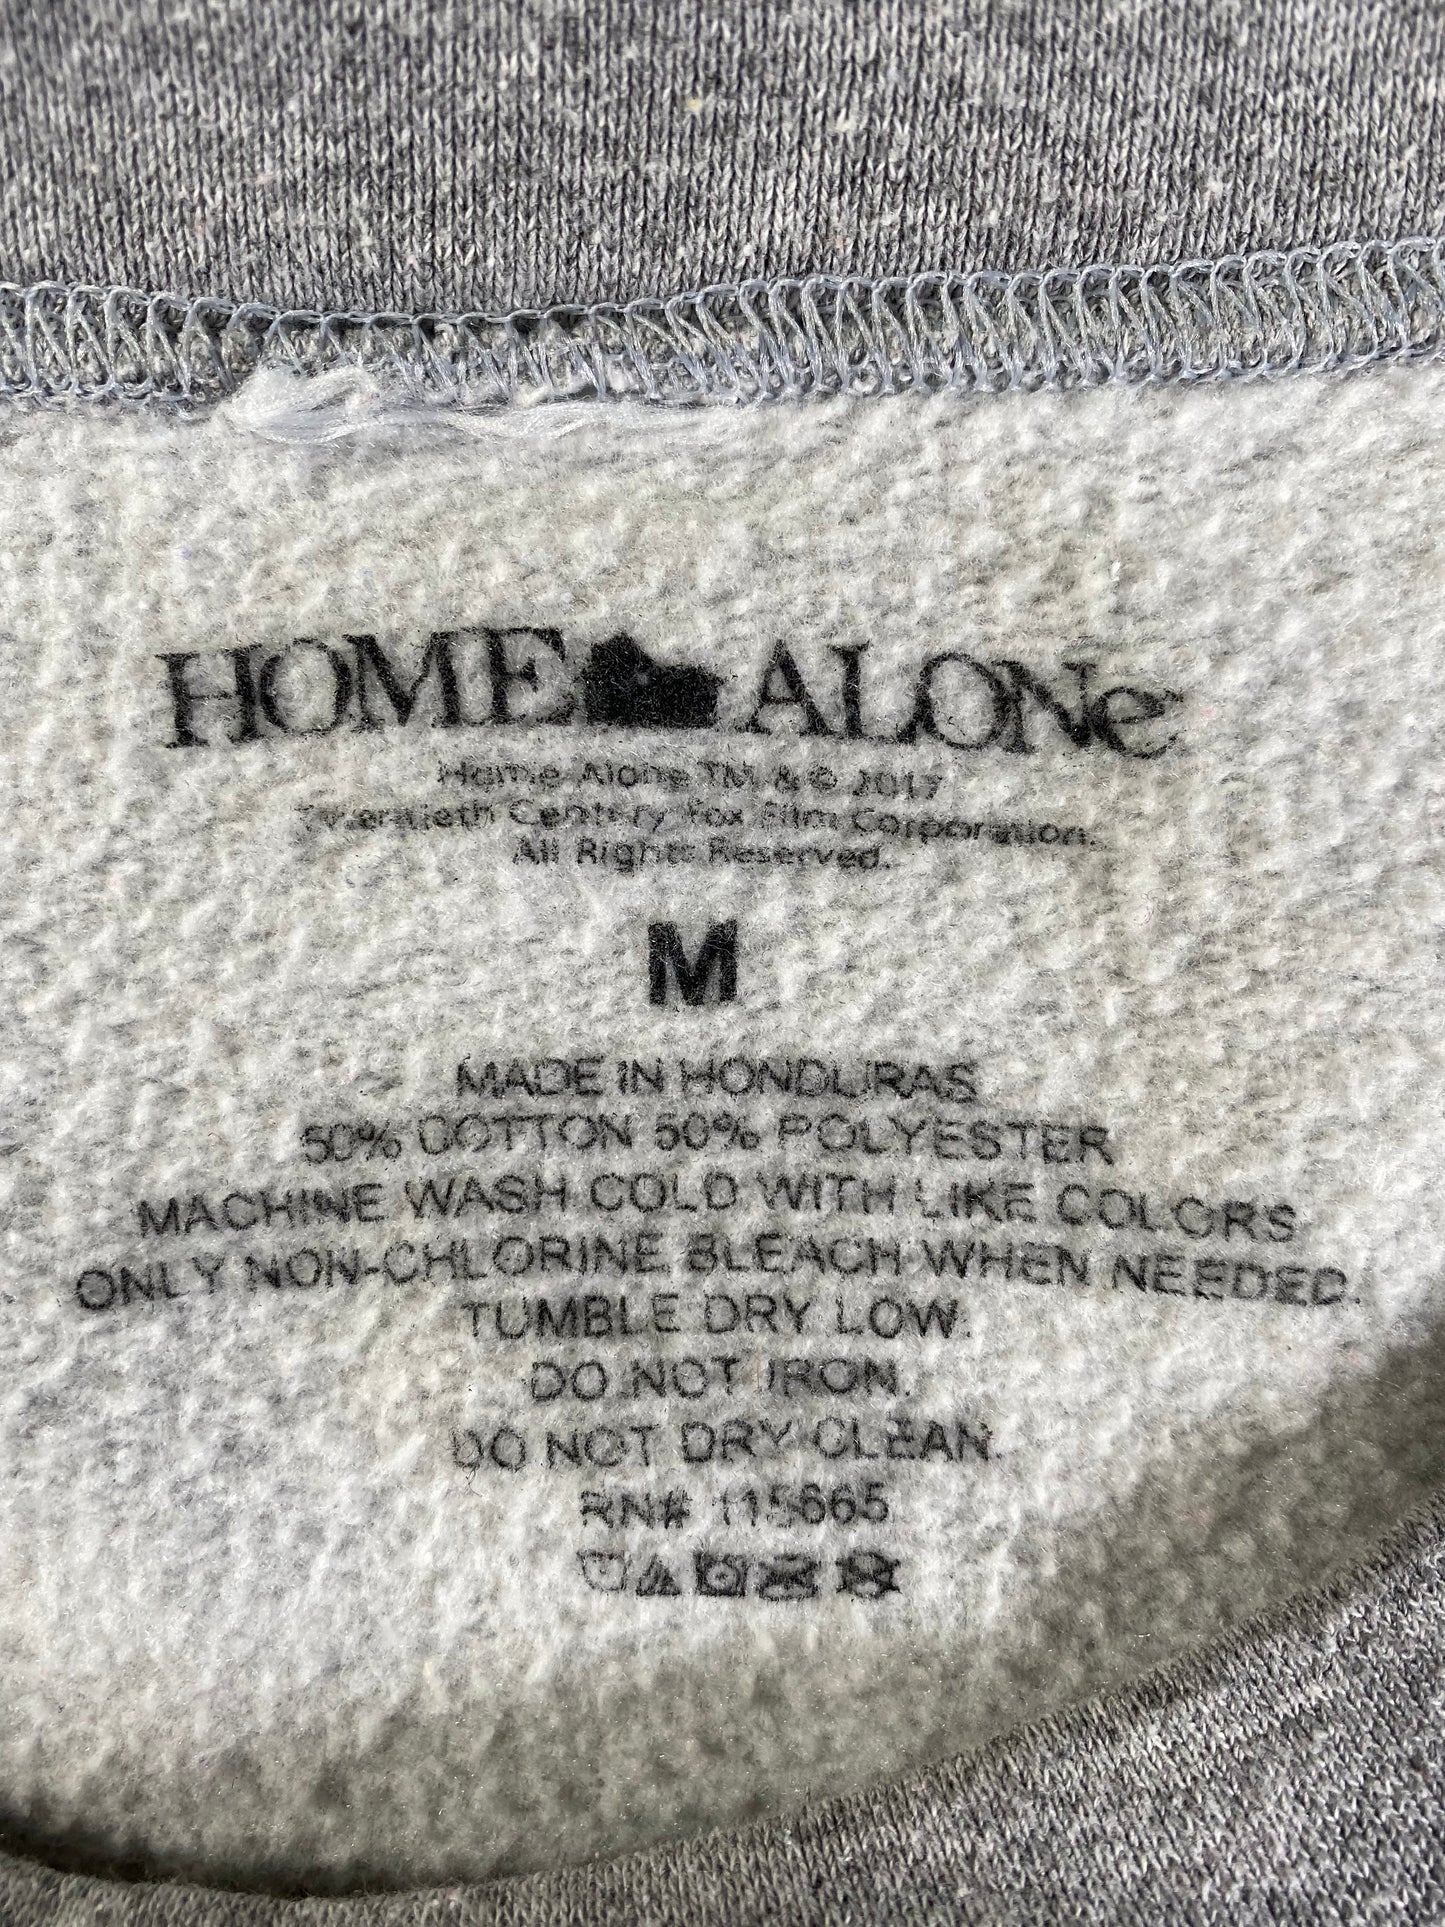 HOME ALONe
Home Alone TM & © 2017
Twentieth Century Fox Film Corporation.
All Rights Reserved.
M
MADE IN HONDURAS
50% COTTON 50% POLYESTER
MACHINE WASH COLD WITH LIKE COLORS
ONLY NON-CHLORINE BLEACH WHEN NEEDED.
TUMBLE DRY LOW.
DO NOT IRON.
DO NOT DRY CLEAN.
RN# 115665